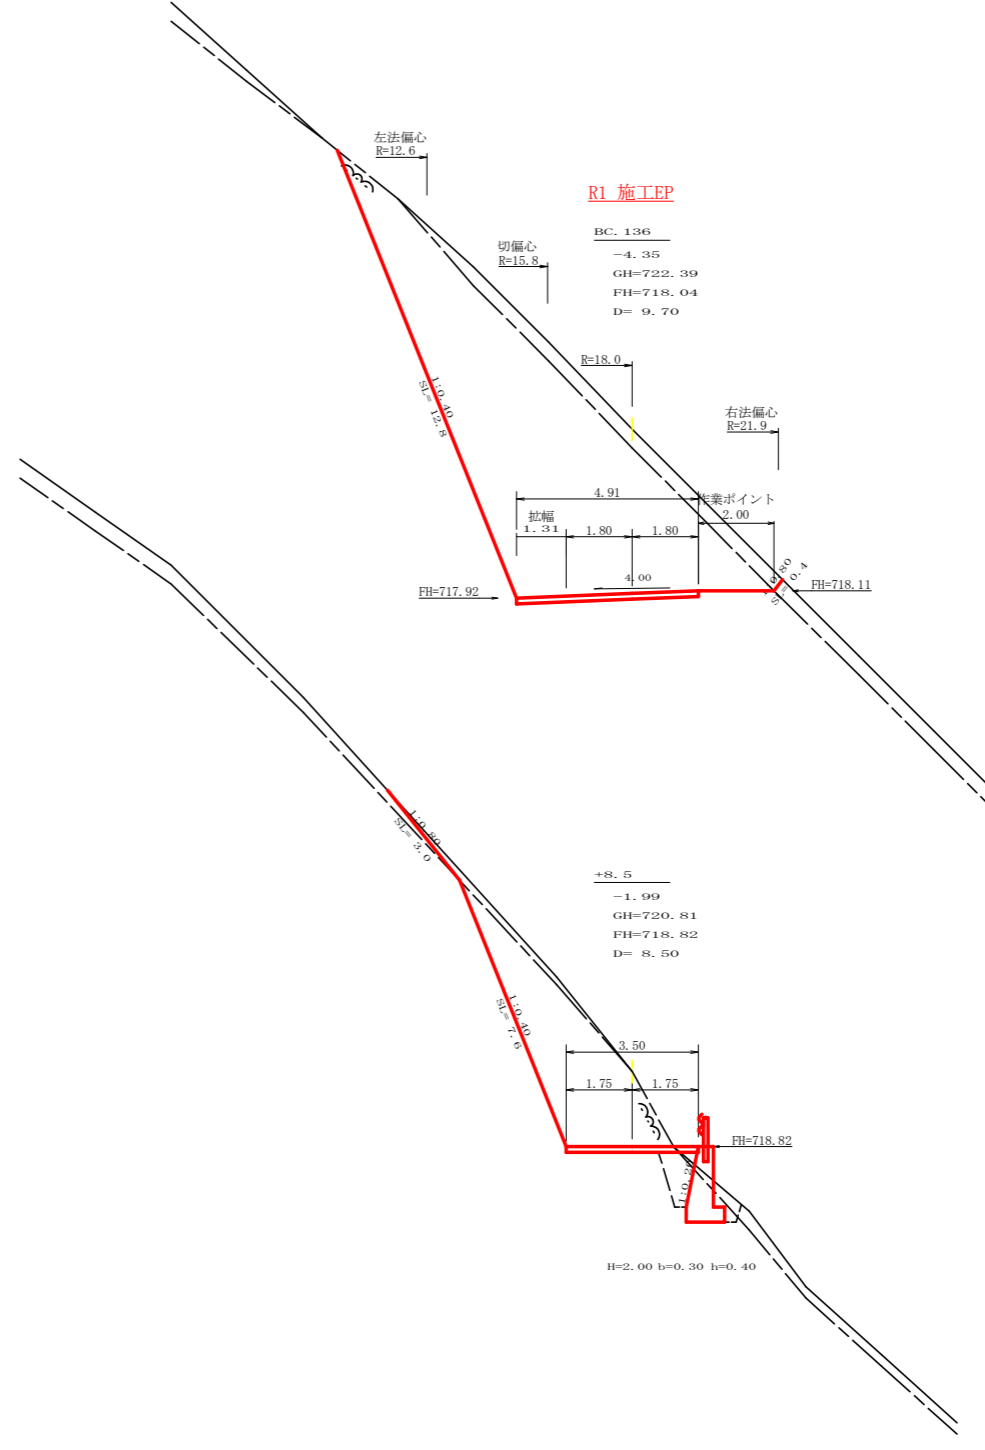 左法偏心
R=12.6
R1 施工EP
BC. 136
-4. 35
GH=722. 39
FH=718. 04
D= 9. 70
切偏心
R=15.8
R=18.0
1:0.40
SL= 12.8
右法偏心
R=21.9
4.91
作業ポイント
2.00
拡幅
1.31
1.80
1.80
4.00
FH=717.92
SL= 0.4
FH=718.11
1:0.80
SL= 3.0
+8. 5
-1. 99
GH=720. 81
FH=718. 82
D= 8. 50
1:0.40
SL= 7.6
3.50
1.75
1.75
FH=718.82
H=2.00 b=0.30 h=0.40